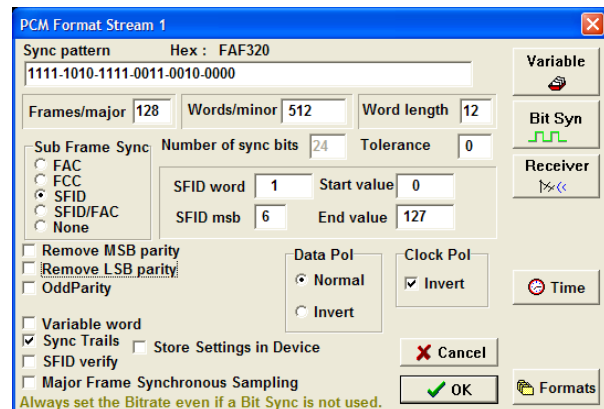 PCM Format Stream 1
Sync pattern Hex : FAF320
1111-1010-1111-0011-0010-0000
Variable
Frames/major 128 Words/minor 512 Word length 12
Bit Syn
Sub Frame Sync Number of sync bits 24 Tolerance 0
FAC
FCC
SFID
SFID/FAC
None
Receiver
SFID word 1 Start value 0
SFID msb 6 End value 127
Remove MSB parity
Remove LSB parity
OddParity
Data Pol
Normal
Invert
Clock Pol
Invert
Time
Variable word
Sync Trails
Store Settings in Device
SFID verify
Cancel
Major Frame Synchronous Sampling
OK
Formats
Always set the Bitrate even if a Bit Sync is not used.